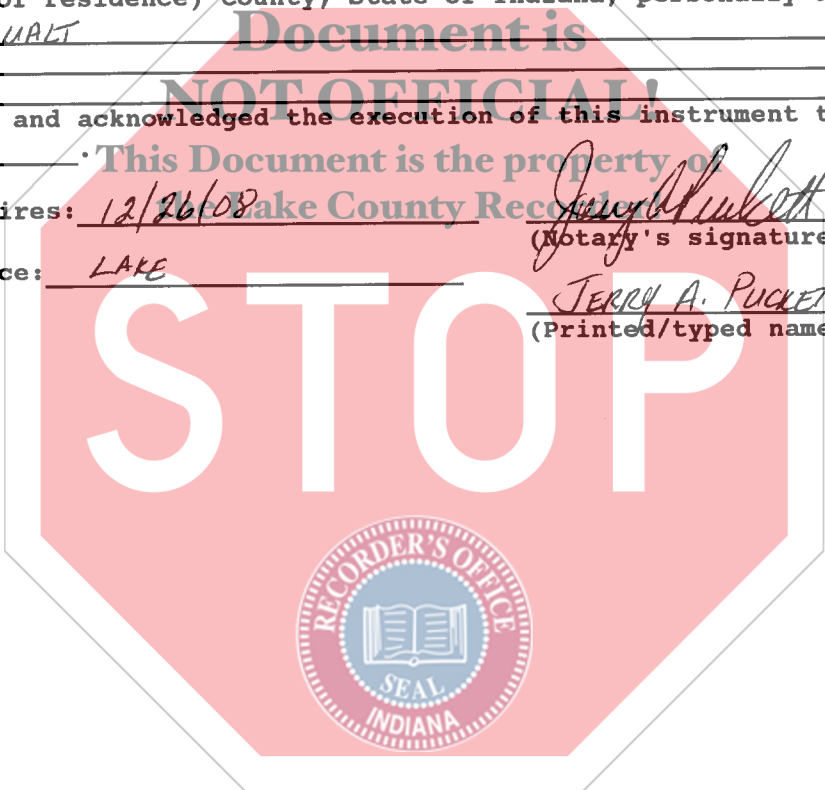 of residence) County, State of Indiana, personally
UALT
Document is
NOT OFFICIAL!
and acknowledged the execution of this instrument t
This Document is the property of
the Lake County Recorder!
ires: 12/26/08
(Notary's signature
ce: LAKE
JERRY A. PUCKET
(Printed/typed name
STOP
RECORDER'S OFFICE
SEAL
INDIANA